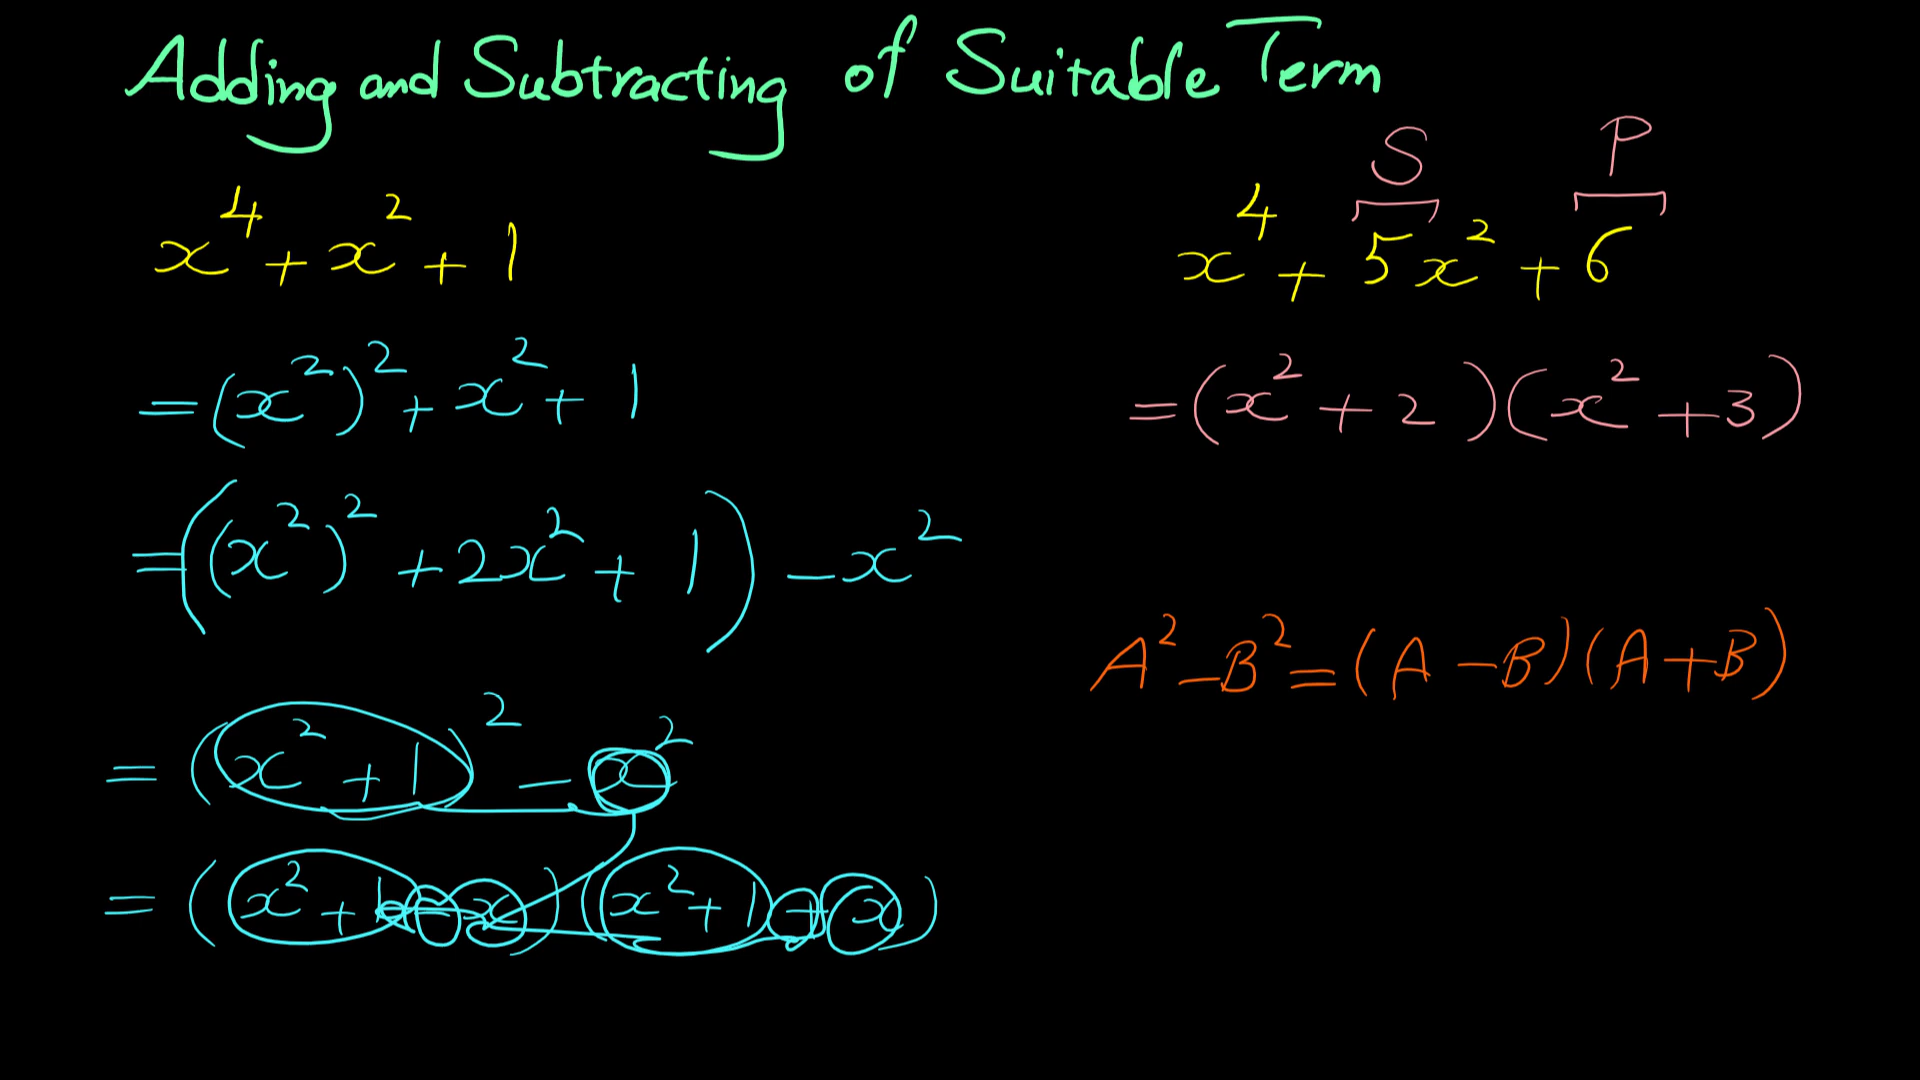 Adding and Subtracting of Suitable Term
x⁴ + x² + 1
= (x²)² + x² + 1
= ((x²)² + 2x² + 1) − x²
= (x² + 1)² − x²
= (x² + 1 − x)(x² + 1 + x)
S P
x⁴ + 5x² + 6
= (x² + 2)(x² + 3)
A² − B² = (A − B)(A + B)